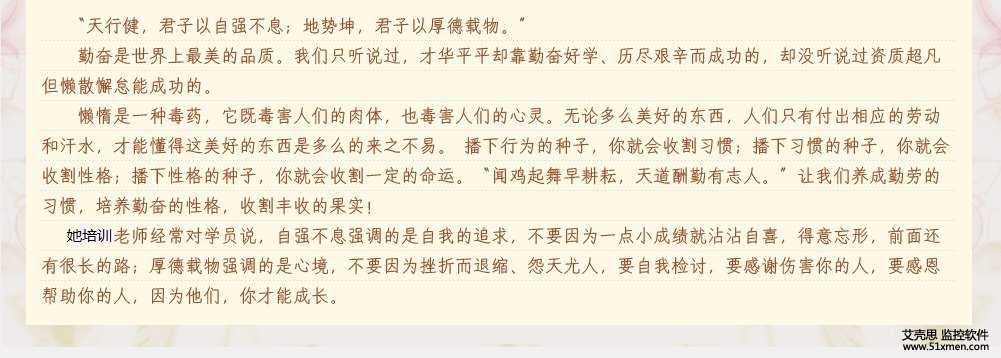 “天行健，君子以自强不息；地势坤，君子以厚德载物。”
勤奋是世界上最美的品质。我们只听说过，才华平平却靠勤奋好学、历尽艰辛而成功的，却没听说过资质超凡
但懒散懈怠能成功的。
懒惰是一种毒药，它既毒害人们的肉体，也毒害人们的心灵。无论多么美好的东西，人们只有付出相应的劳动
和汗水，才能懂得这美好的东西是多么的来之不易。 播下行为的种子，你就会收割习惯；播下习惯的种子，你就会
收割性格；播下性格的种子，你就会收割一定的命运。“闻鸡起舞早耕耘，天道酬勤有志人。”让我们养成勤劳的
习惯，培养勤奋的性格，收割丰收的果实！
她培训老师经常对学员说，自强不息强调的是自我的追求，不要因为一点小成绩就沾沾自喜，得意忘形，前面还
有很长的路；厚德载物强调的是心境，不要因为挫折而退缩、怨天尤人，要自我检讨，要感谢伤害你的人，要感恩
帮助你的人，因为他们，你才能成长。
艾壳思 监控软件
www.51xmen.com